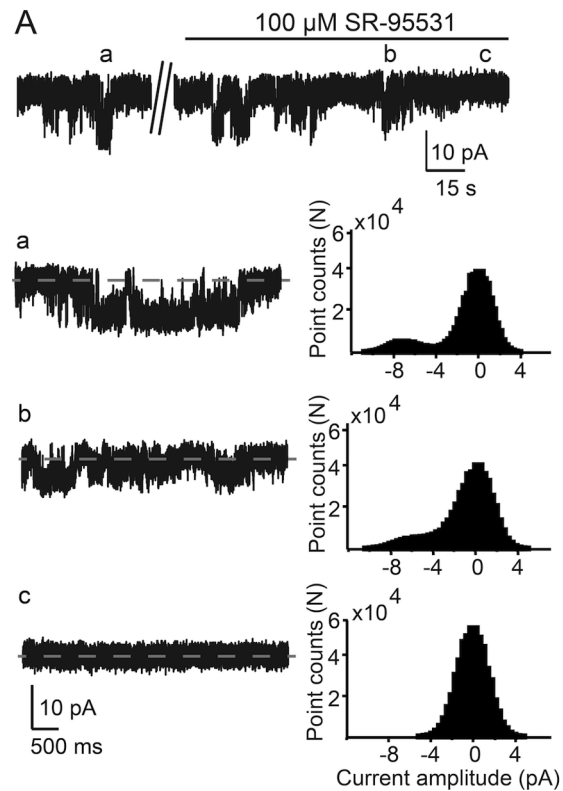 A
100 µM SR-95531
a
b
c
10 pA
15 s
a
6 x10 4
4
2
Point counts (N)
-8 -4 0 4
b
6 x10 4
4
2
Point counts (N)
-8 -4 0 4
c
6 x10 4
4
2
Point counts (N)
-8 -4 0 4
10 pA
500 ms
Current amplitude (pA)